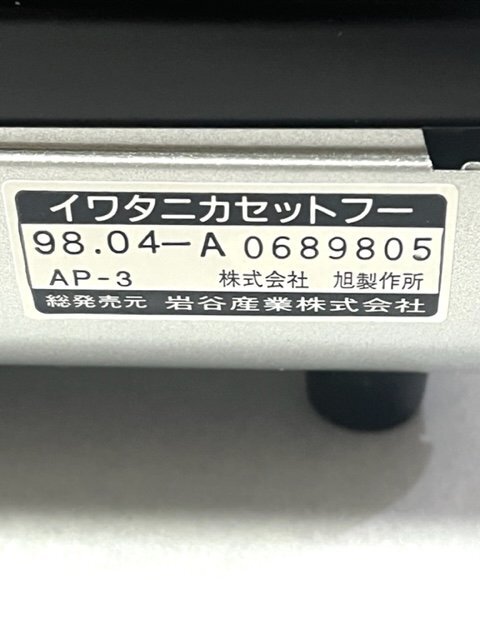 イワタニカセットフー
98.04-A 0689805
AP-3 株式会社 旭製作所
総発売元 岩谷産業株式会社